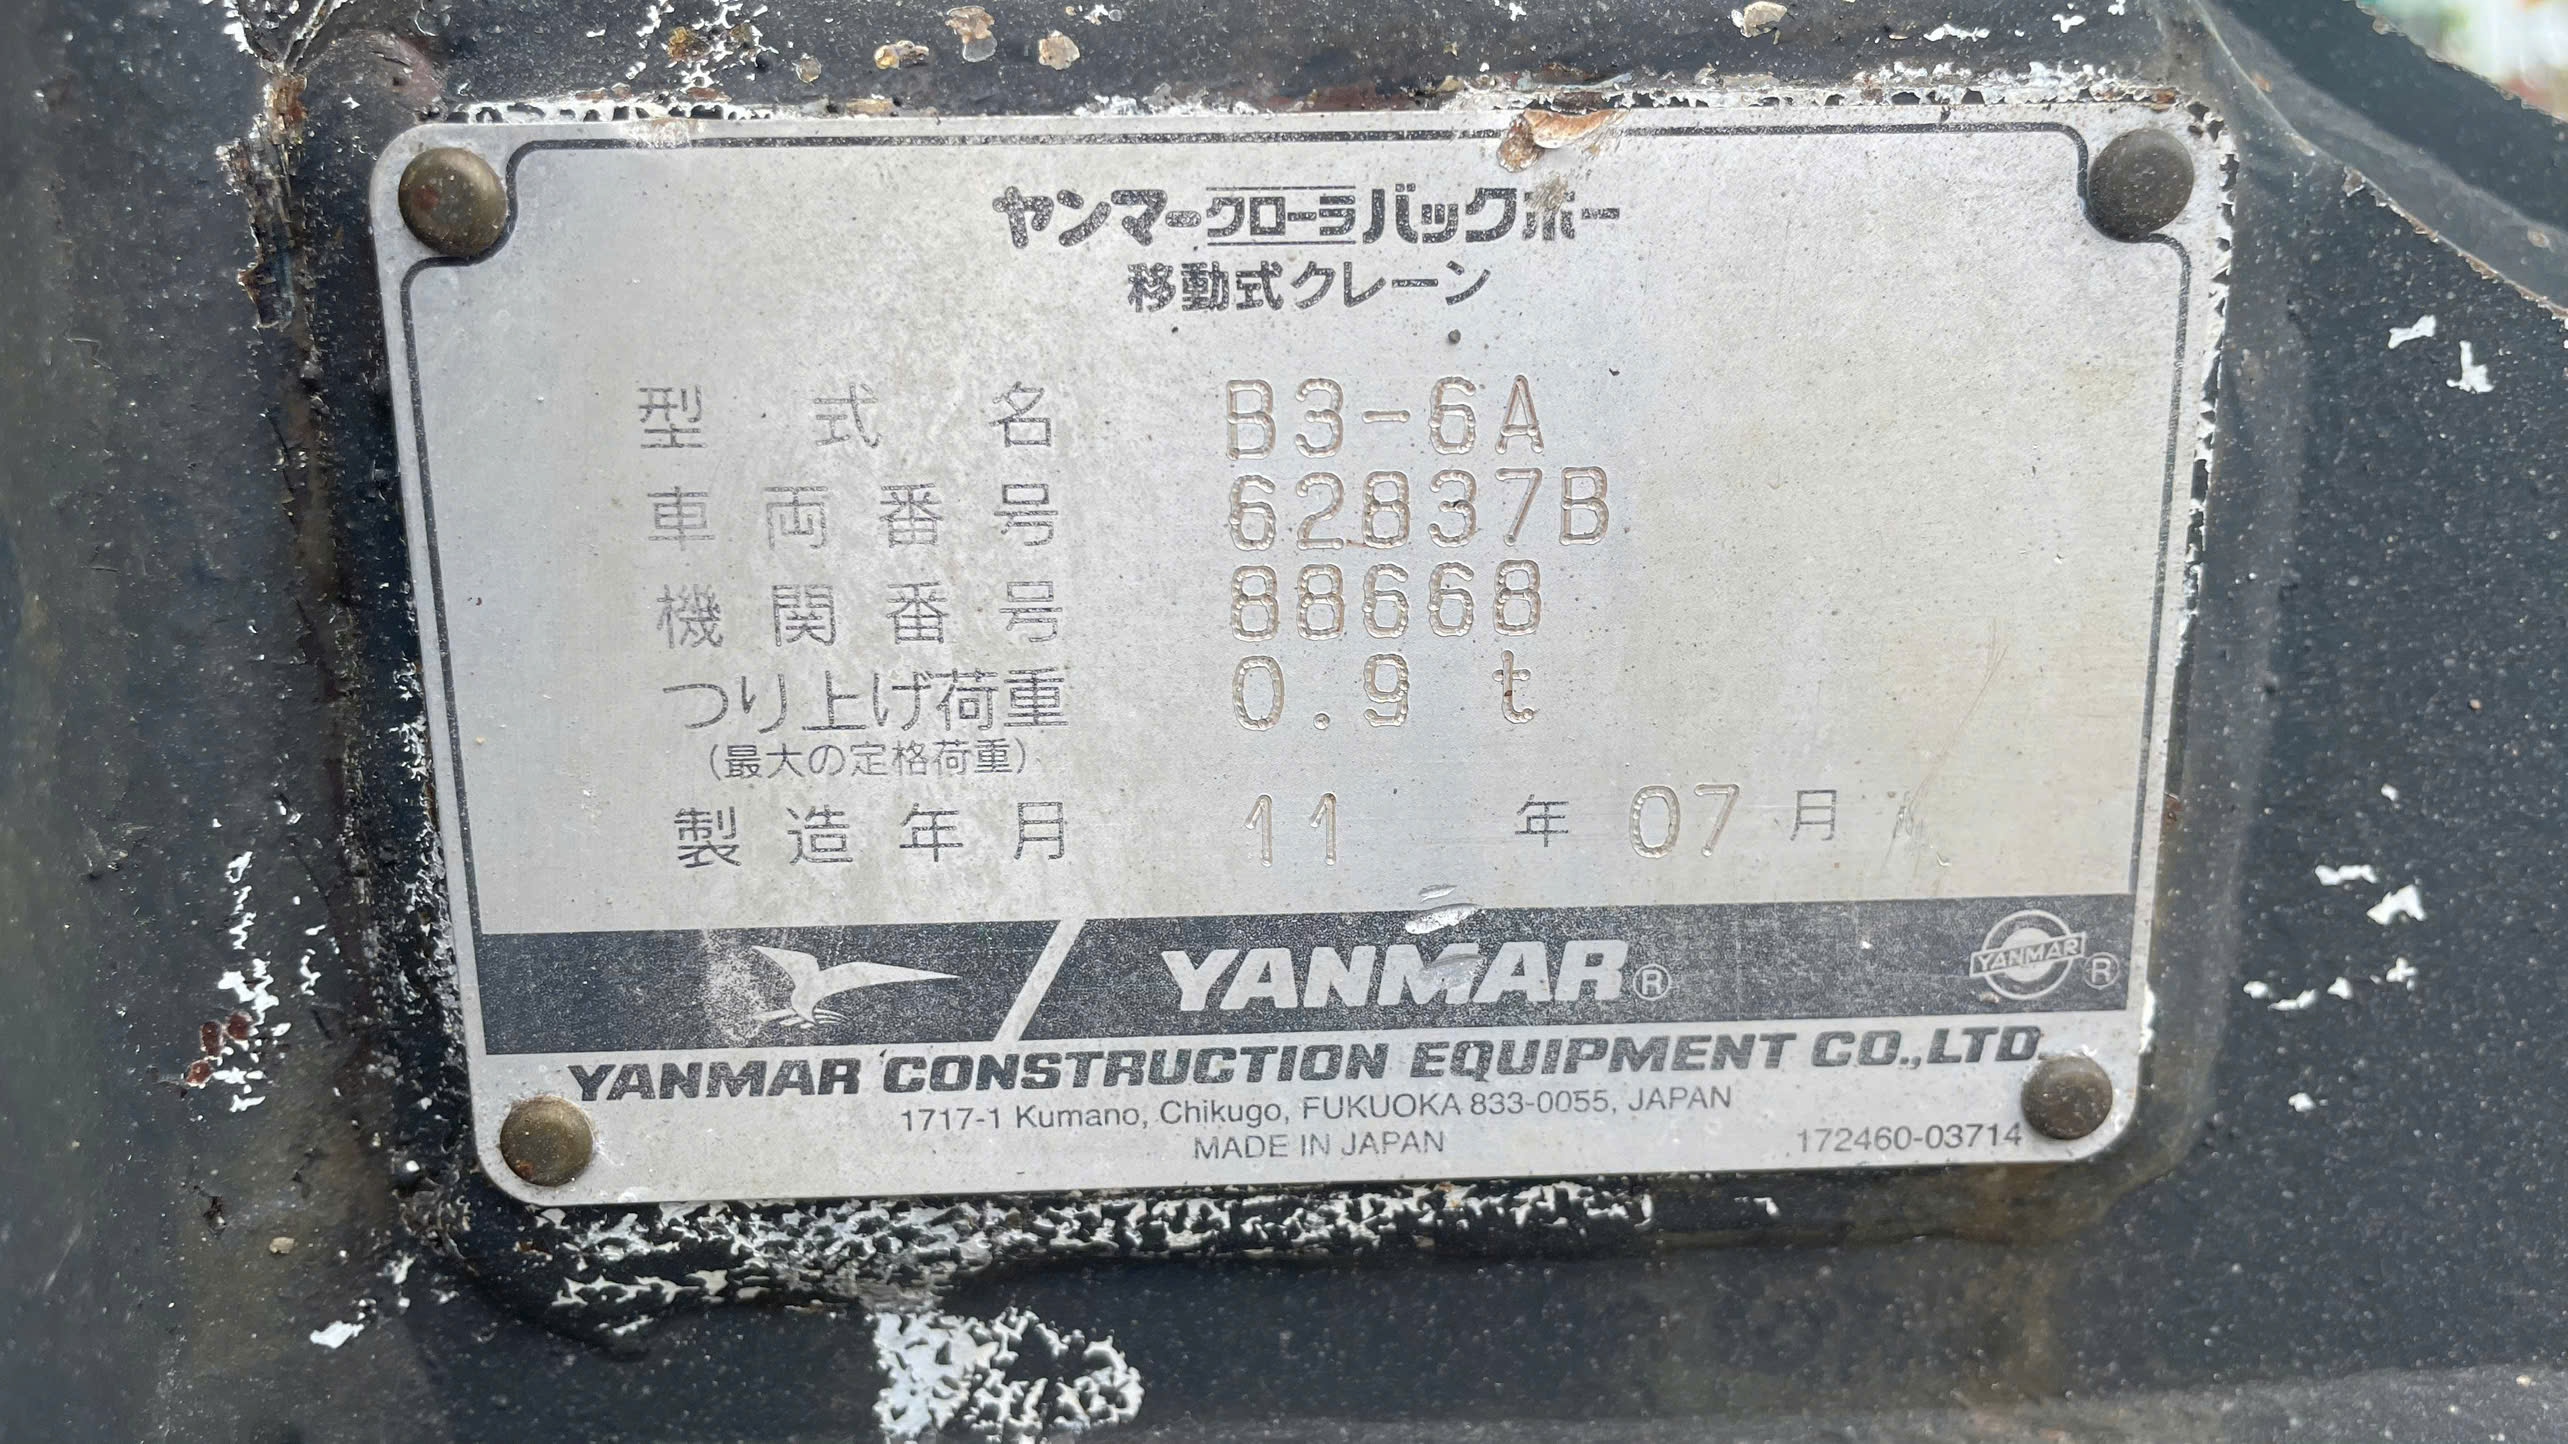 ヤンマークローラバックホー
移動式クレーン
型式名 B3-6A
車両番号 62837B
機関番号 88668
つり上げ荷重 0.9 t
(最大の定格荷重)
製造年月 11 年 07 月
YANMAR® YANMAR®
YANMAR CONSTRUCTION EQUIPMENT CO.,LTD.
1717-1 Kumano, Chikugo, FUKUOKA 833-0055, JAPAN
MADE IN JAPAN 172460-03714